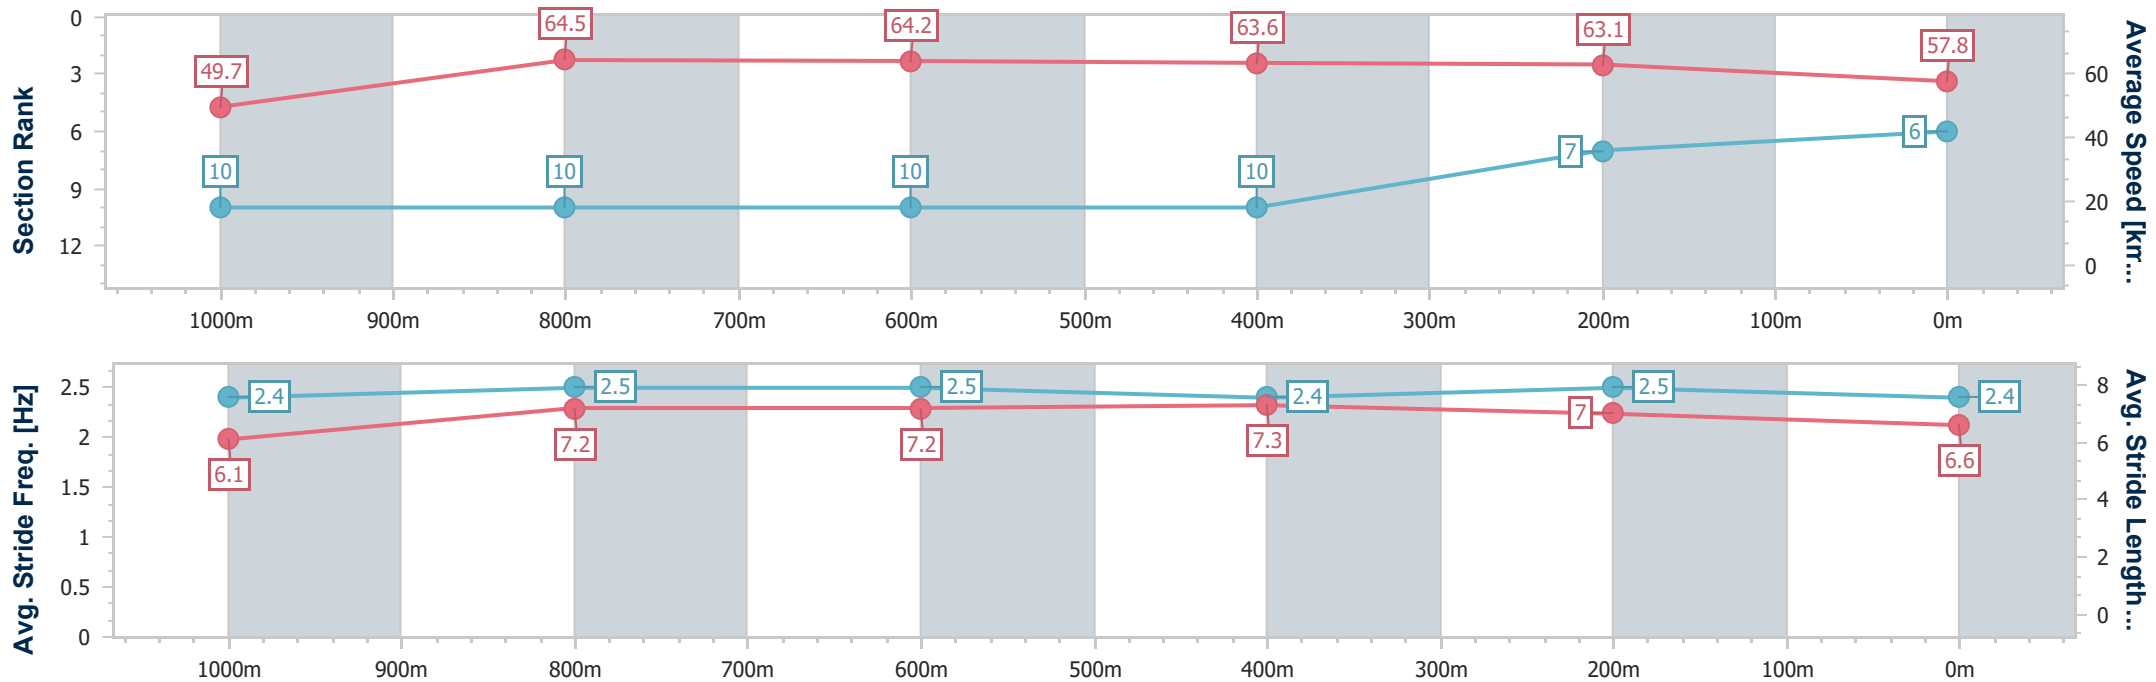 Section Rank
0
3
6
9
12
49.7
64.5
64.2
63.6
63.1
57.8
10
10
10
10
7
6
60
40
20
0
Average Speed [km...
1000m
900m
800m
700m
600m
500m
400m
300m
200m
100m
0m
Avg. Stride Freq. [Hz]
2.5
2
1.5
1
0.5
0
2.4
2.5
2.5
2.4
2.5
2.4
6.1
7.2
7.2
7.3
7
6.6
8
6
4
2
0
Avg. Stride Length...
1000m
900m
800m
700m
600m
500m
400m
300m
200m
100m
0m